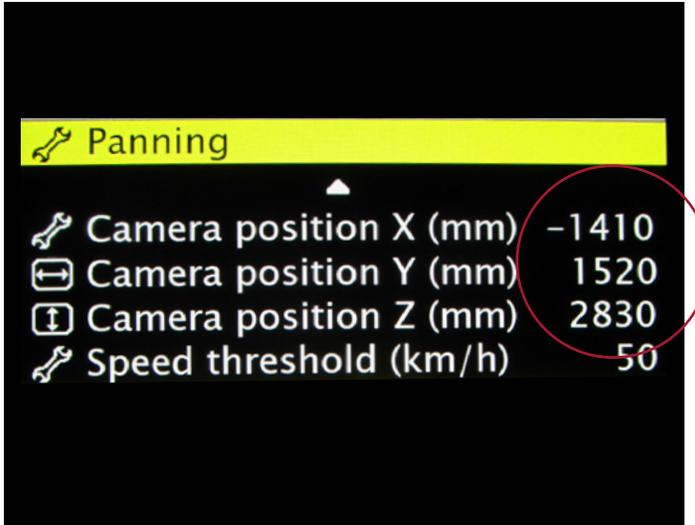 Panning
Camera position X (mm) -1410
Camera position Y (mm) 1520
Camera position Z (mm) 2830
Speed threshold (km/h) 50